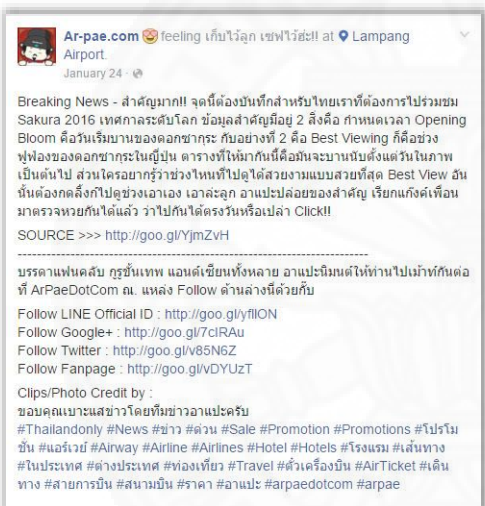 Ar-pae.com feeling เก็บไว้ลูก เซฟไว้ฮ่ะ!! at Lampang
Airport.
January 24 ·
Breaking News - สำคัญมาก!! จุดนี้ต้องบันทึกสำหรับไทยเราที่ต้องการไปร่วมชม
Sakura 2016 เทศกาลระดับโลก ข้อมูลสำคัญมีอยู่ 2 สิ่งคือ กำหนดเวลา Opening
Bloom คือวันเริ่มบานของดอกซากุระ กับอย่างที่ 2 คือ Best Viewing ก็คือช่วง
ฟูฟ่องของดอกซากุระในญี่ปุ่น ตารางที่ให้มากันนี้คือมันจะบานนับตั้งแต่วันในภาพ
เป็นต้นไป ส่วนใครอยากรู้ว่าช่วงไหนที่ไปดูได้สวยงามแบบสวยที่สุด Best View อัน
นั้นต้องกดลิ้งก์ไปดูช่วงเอาเอง เอาล่ะลูก อาแปะปล่อยของสำคัญ เรียกแก๊งค์เพื่อน
มาตรวจหวยกันได้แล้ว ว่าไปกันได้ตรงวันหรือเปล่า Click!!
SOURCE >>> http://goo.gl/YjmZvH
--------------------------------------------------------------------------------
บรรดาแฟนคลับ กูรูขั้นเทพ แอนด์เซียนทั้งหลาย อาแปะนิมนต์ให้ท่านไปเม้าท์กันต่อ
ที่ ArPaeDotCom ณ. แหล่ง Follow ด้านล่างนี้ด้วยกั๊บ
Follow LINE Official ID : http://goo.gl/yfllON
Follow Google+ : http://goo.gl/7clRAu
Follow Twitter : http://goo.gl/v85N6Z
Follow Fanpage : http://goo.gl/vDYUzT
Clips/Photo Credit by :
ขอบคุณเบาะแสข่าวโดยทีมข่าวอาแปะครับ
#Thailandonly #News #ข่าว #ด่วน #Sale #Promotion #Promotions #โปรโม
ชั่น #แอร์เวย์ #Airway #Airline #Airlines #Hotel #Hotels #โรงแรม #เส้นทาง
#ในประเทศ #ต่างประเทศ #ท่องเที่ยว #Travel #ตั๋วเครื่องบิน #AirTicket #เดิน
ทาง #สายการบิน #สนามบิน #ราคา #อาแปะ #arpaedotcom #arpae